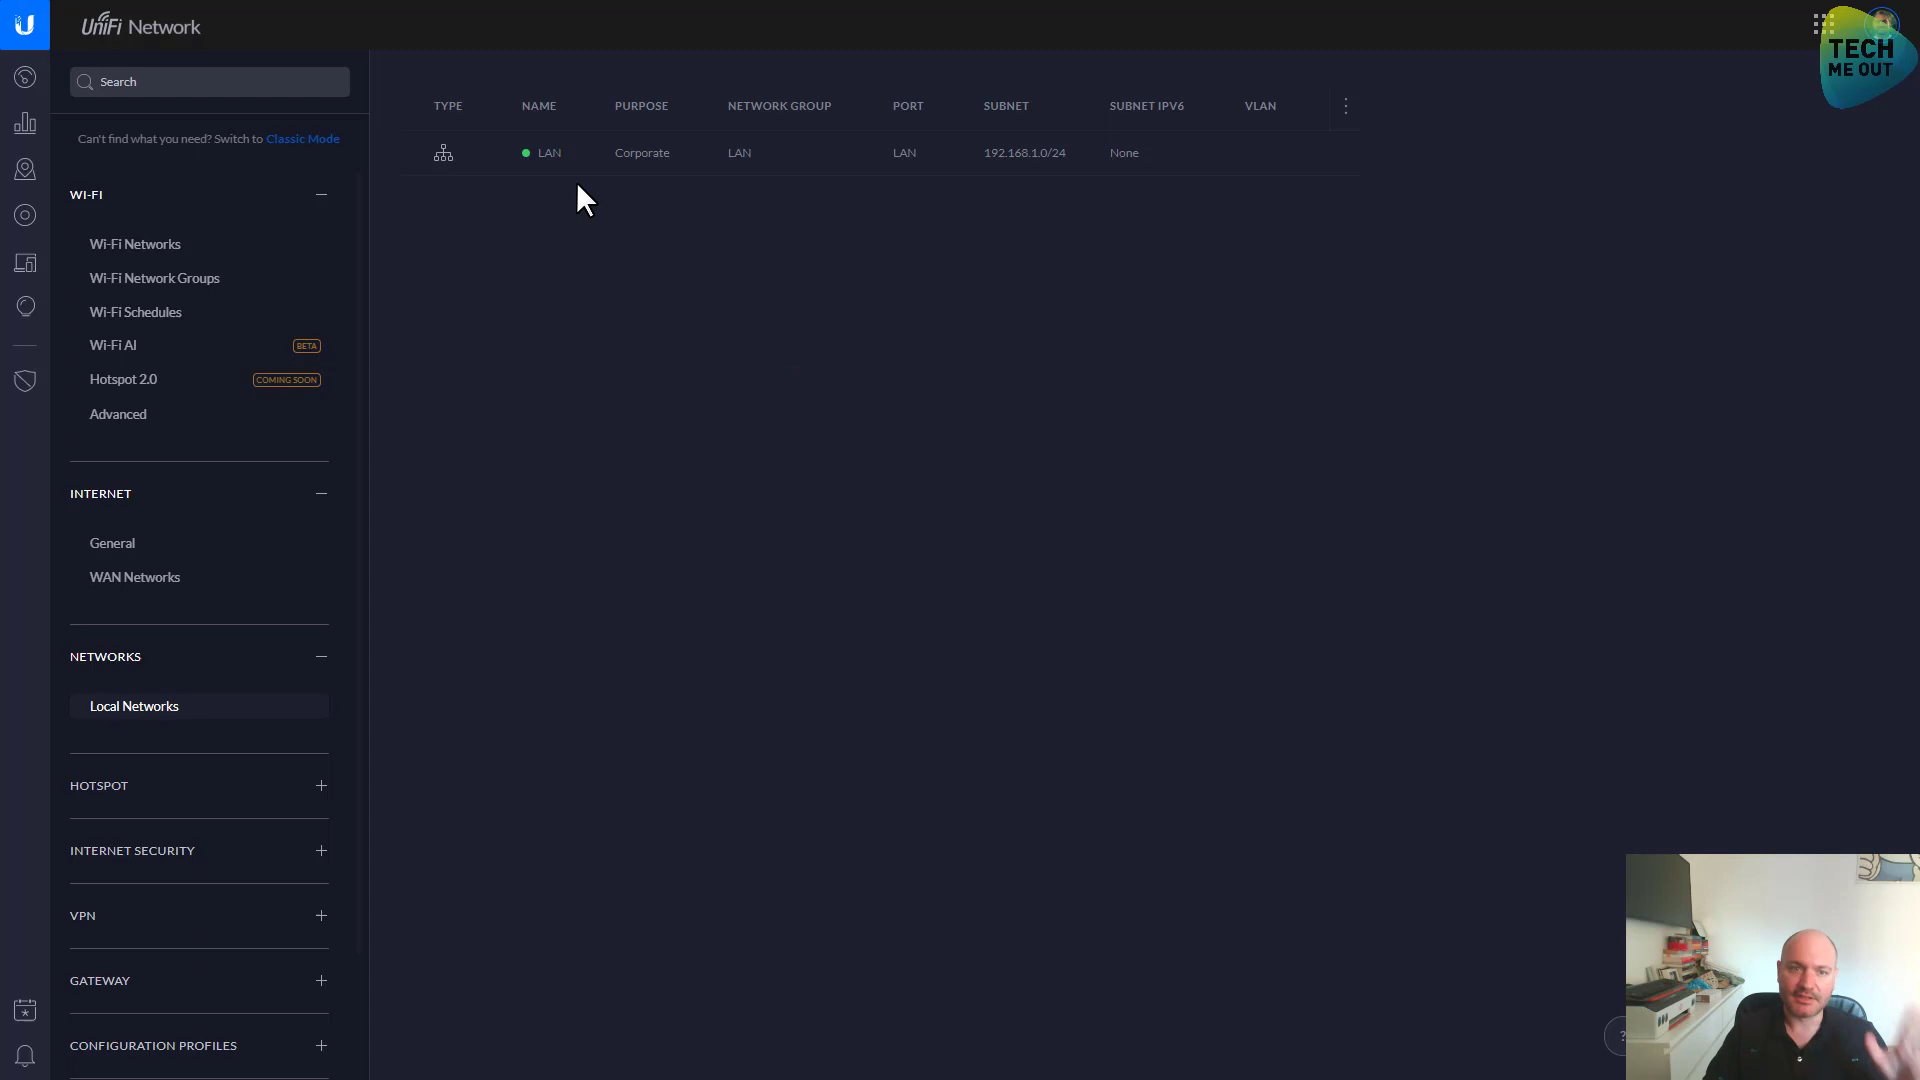 UniFi Network
TECH
ME OUT
Search
Can't find what you need? Switch to Classic Mode
WI-FI
Wi-Fi Networks
Wi-Fi Network Groups
Wi-Fi Schedules
Wi-Fi AI BETA
Hotspot 2.0 COMING SOON
Advanced
INTERNET
General
WAN Networks
NETWORKS
Local Networks
HOTSPOT
INTERNET SECURITY
VPN
GATEWAY
CONFIGURATION PROFILES
TYPE NAME PURPOSE NETWORK GROUP PORT SUBNET SUBNET IPV6 VLAN
LAN Corporate LAN LAN 192.168.1.0/24 None
?